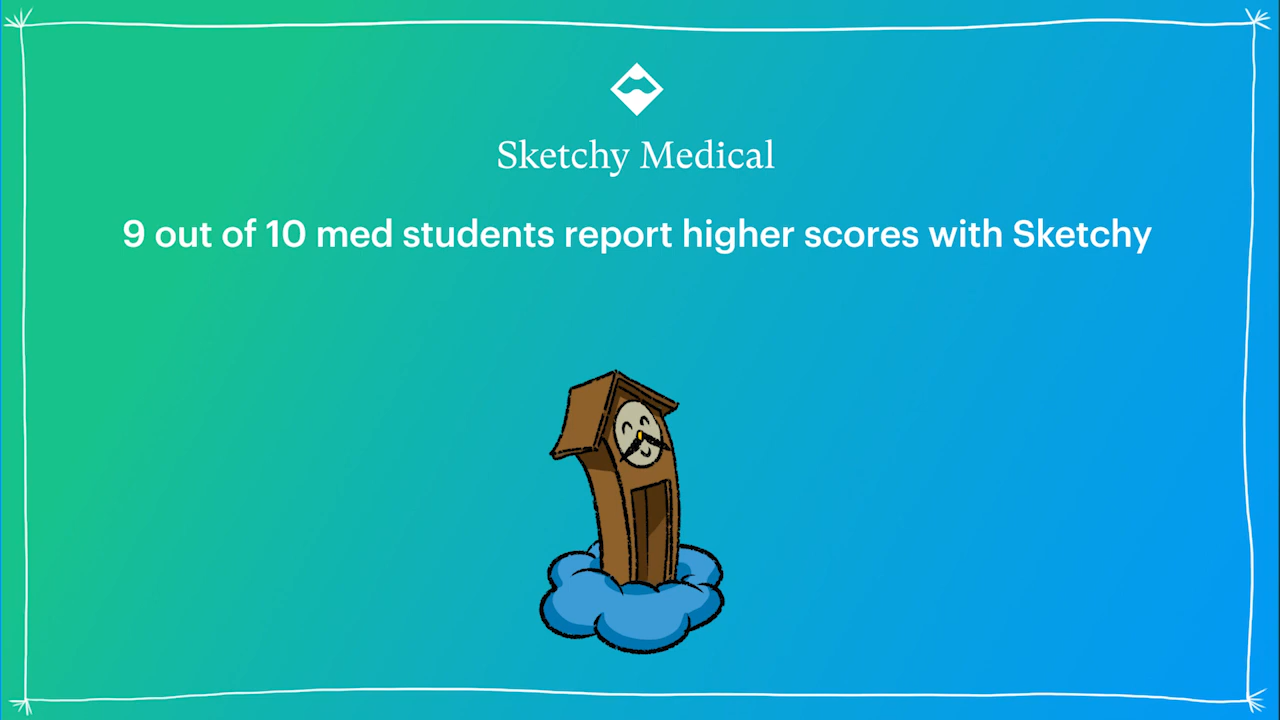 Sketchy Medical
9 out of 10 med students report higher scores with Sketchy